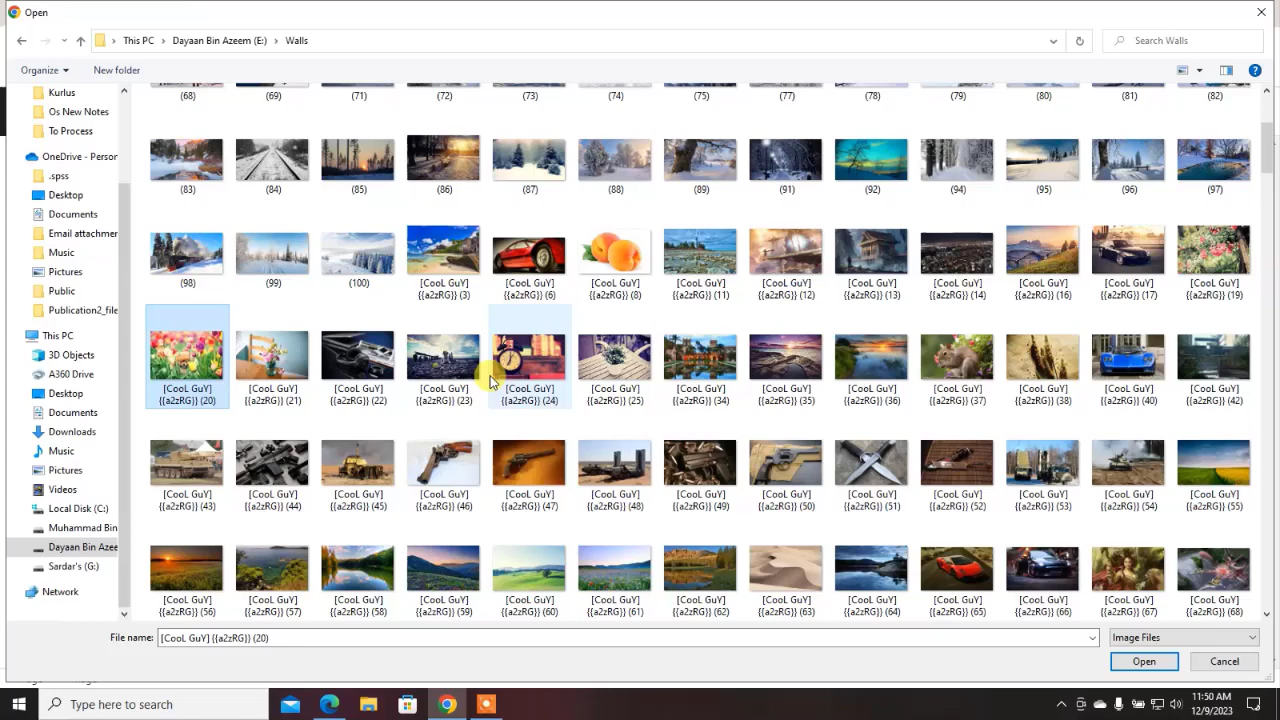 Open
This PC > Dayaan Bin Azeem (E:) > Walls
Search Walls
Organize
New folder
Kurlus
Os New Notes
To Process
OneDrive - Person
.spss
Desktop
Documents
Email attachmer
Music
Pictures
Public
Publication2_file
This PC
3D Objects
A360 Drive
Desktop
Documents
Downloads
Music
Pictures
Videos
Local Disk (C:)
Muhammad Bin
Dayaan Bin Azee
Sardar's (G:)
Network
(68) (69) (71) (72) (73) (74) (75) (77) (78) (79) (80) (81) (82)
(83) (84) (85) (86) (87) (88) (89) (91) (92) (94) (95) (96) (97)
(98) (99) (100) [CooL GuY] [CooL GuY] [CooL GuY] [CooL GuY] [CooL GuY] [CooL GuY] [CooL GuY] [CooL GuY] [CooL GuY] [CooL GuY]
{{a2zRG}} (3) {{a2zRG}} (6) {{a2zRG}} (8) {{a2zRG}} (11) {{a2zRG}} (12) {{a2zRG}} (13) {{a2zRG}} (14) {{a2zRG}} (16) {{a2zRG}} (17) {{a2zRG}} (19)
[CooL GuY] [CooL GuY] [CooL GuY] [CooL GuY] [CooL GuY] [CooL GuY] [CooL GuY] [CooL GuY] [CooL GuY] [CooL GuY] [CooL GuY] [CooL GuY] [CooL GuY]
{{a2zRG}} (20) {{a2zRG}} (21) {{a2zRG}} (22) {{a2zRG}} (23) {{a2zRG}} (24) {{a2zRG}} (25) {{a2zRG}} (34) {{a2zRG}} (35) {{a2zRG}} (36) {{a2zRG}} (37) {{a2zRG}} (38) {{a2zRG}} (40) {{a2zRG}} (42)
[CooL GuY] [CooL GuY] [CooL GuY] [CooL GuY] [CooL GuY] [CooL GuY] [CooL GuY] [CooL GuY] [CooL GuY] [CooL GuY] [CooL GuY] [CooL GuY] [CooL GuY]
{{a2zRG}} (43) {{a2zRG}} (44) {{a2zRG}} (45) {{a2zRG}} (46) {{a2zRG}} (47) {{a2zRG}} (48) {{a2zRG}} (49) {{a2zRG}} (50) {{a2zRG}} (51) {{a2zRG}} (52) {{a2zRG}} (53) {{a2zRG}} (54) {{a2zRG}} (55)
[CooL GuY] [CooL GuY] [CooL GuY] [CooL GuY] [CooL GuY] [CooL GuY] [CooL GuY] [CooL GuY] [CooL GuY] [CooL GuY] [CooL GuY] [CooL GuY] [CooL GuY]
{{a2zRG}} (56) {{a2zRG}} (57) {{a2zRG}} (58) {{a2zRG}} (59) {{a2zRG}} (60) {{a2zRG}} (61) {{a2zRG}} (62) {{a2zRG}} (63) {{a2zRG}} (64) {{a2zRG}} (65) {{a2zRG}} (66) {{a2zRG}} (67) {{a2zRG}} (68)
File name: [CooL GuY] {{a2zRG}} (20)
Image Files
Open
Cancel
Type here to search
11:50 AM
12/9/2023